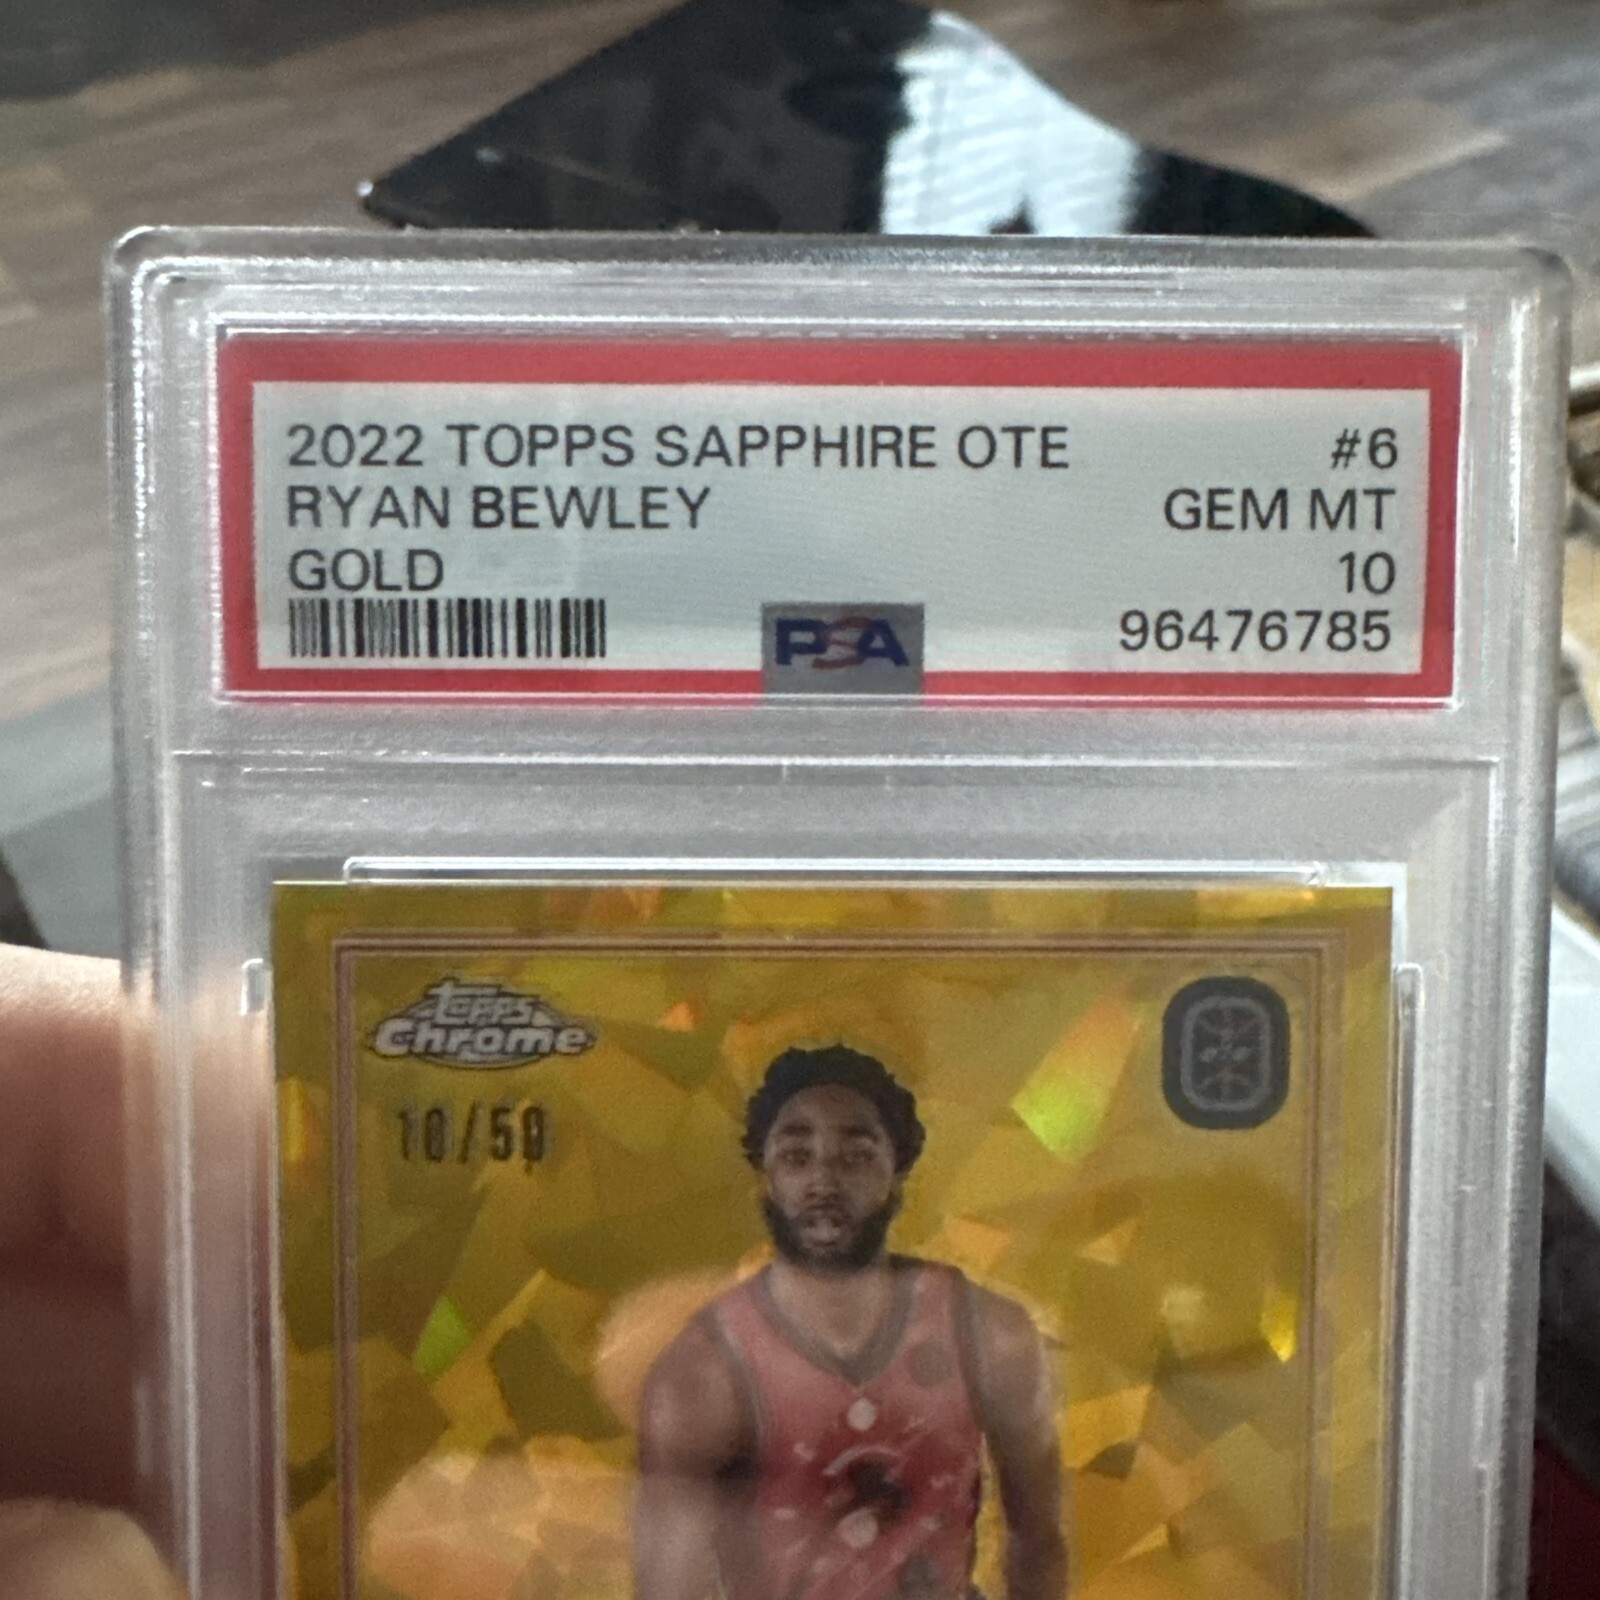 2022 TOPPS SAPPHIRE OTE #6
RYAN BEWLEY GEM MT
GOLD 10
PSA 96476785
Topps
Chrome
10/50